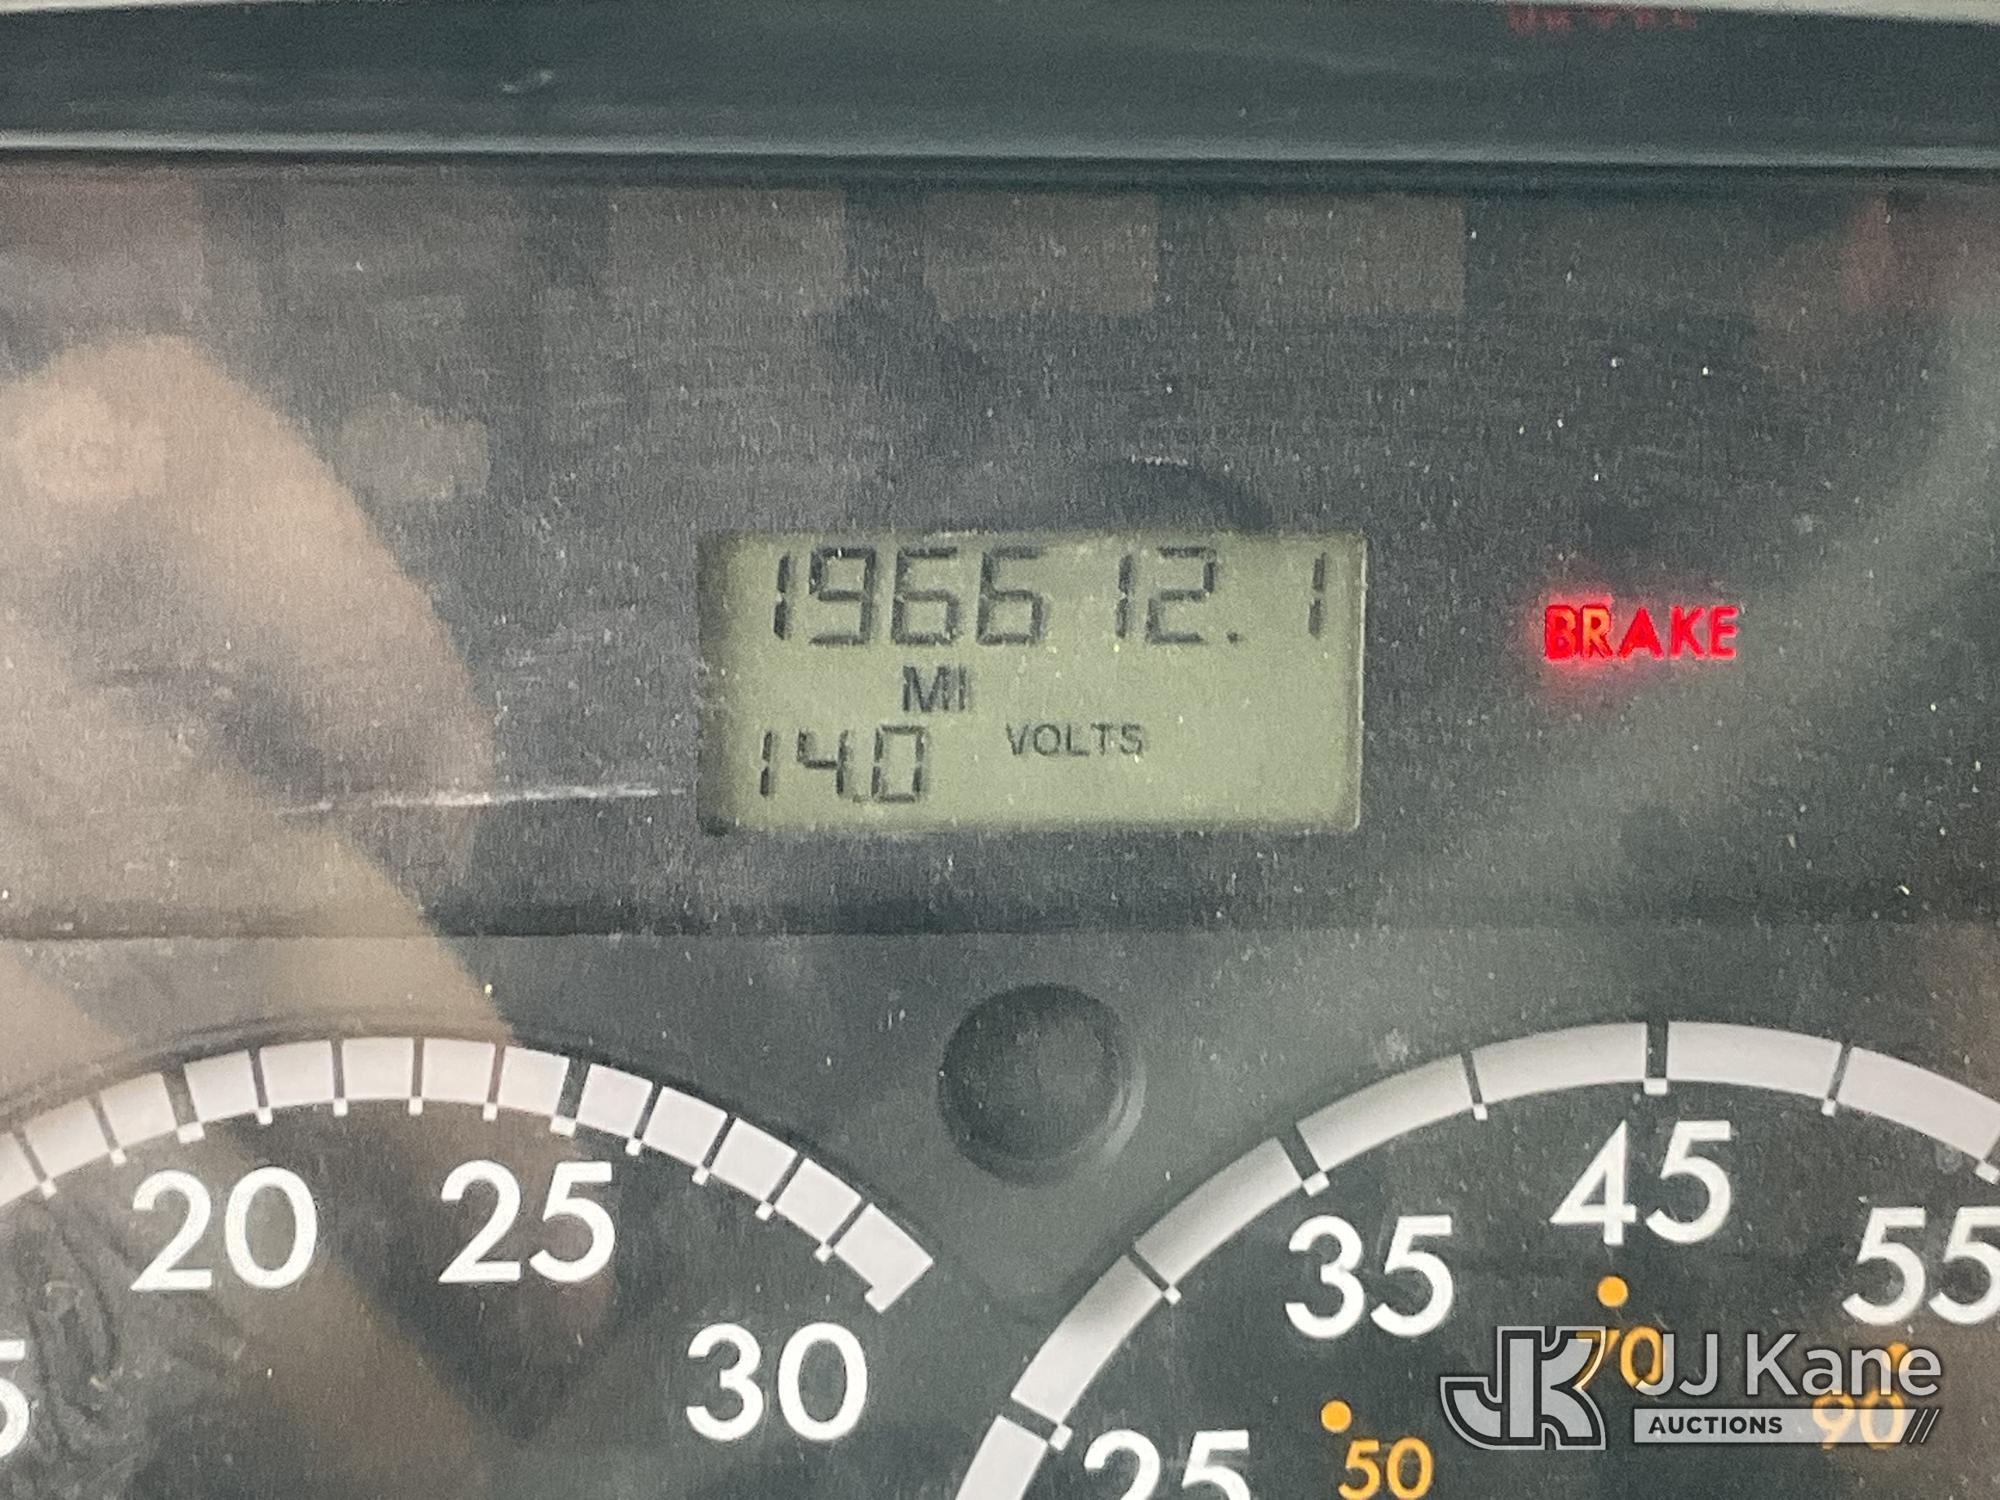 196612.1
MI
14.0 VOLTS
BRAKE
20 25 30
25 35 45 55
50 70 90
JJ Kane
AUCTIONS